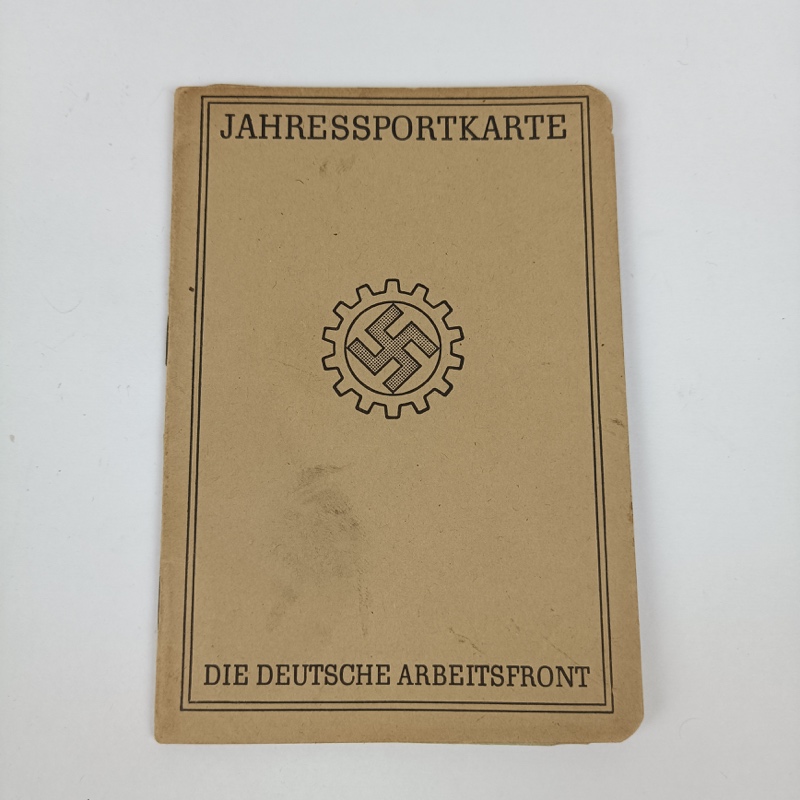 JAHRESSPORTKARTE
DIE DEUTSCHE ARBEITSFRONT